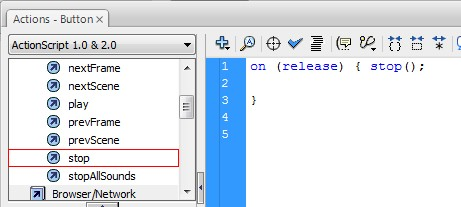 Actions - Button
ActionScript 1.0 & 2.0
nextFrame
nextScene
play
prevFrame
prevScene
stop
stopAllSounds
Browser/Network
1 on (release) { stop();
2
3 }
4
5